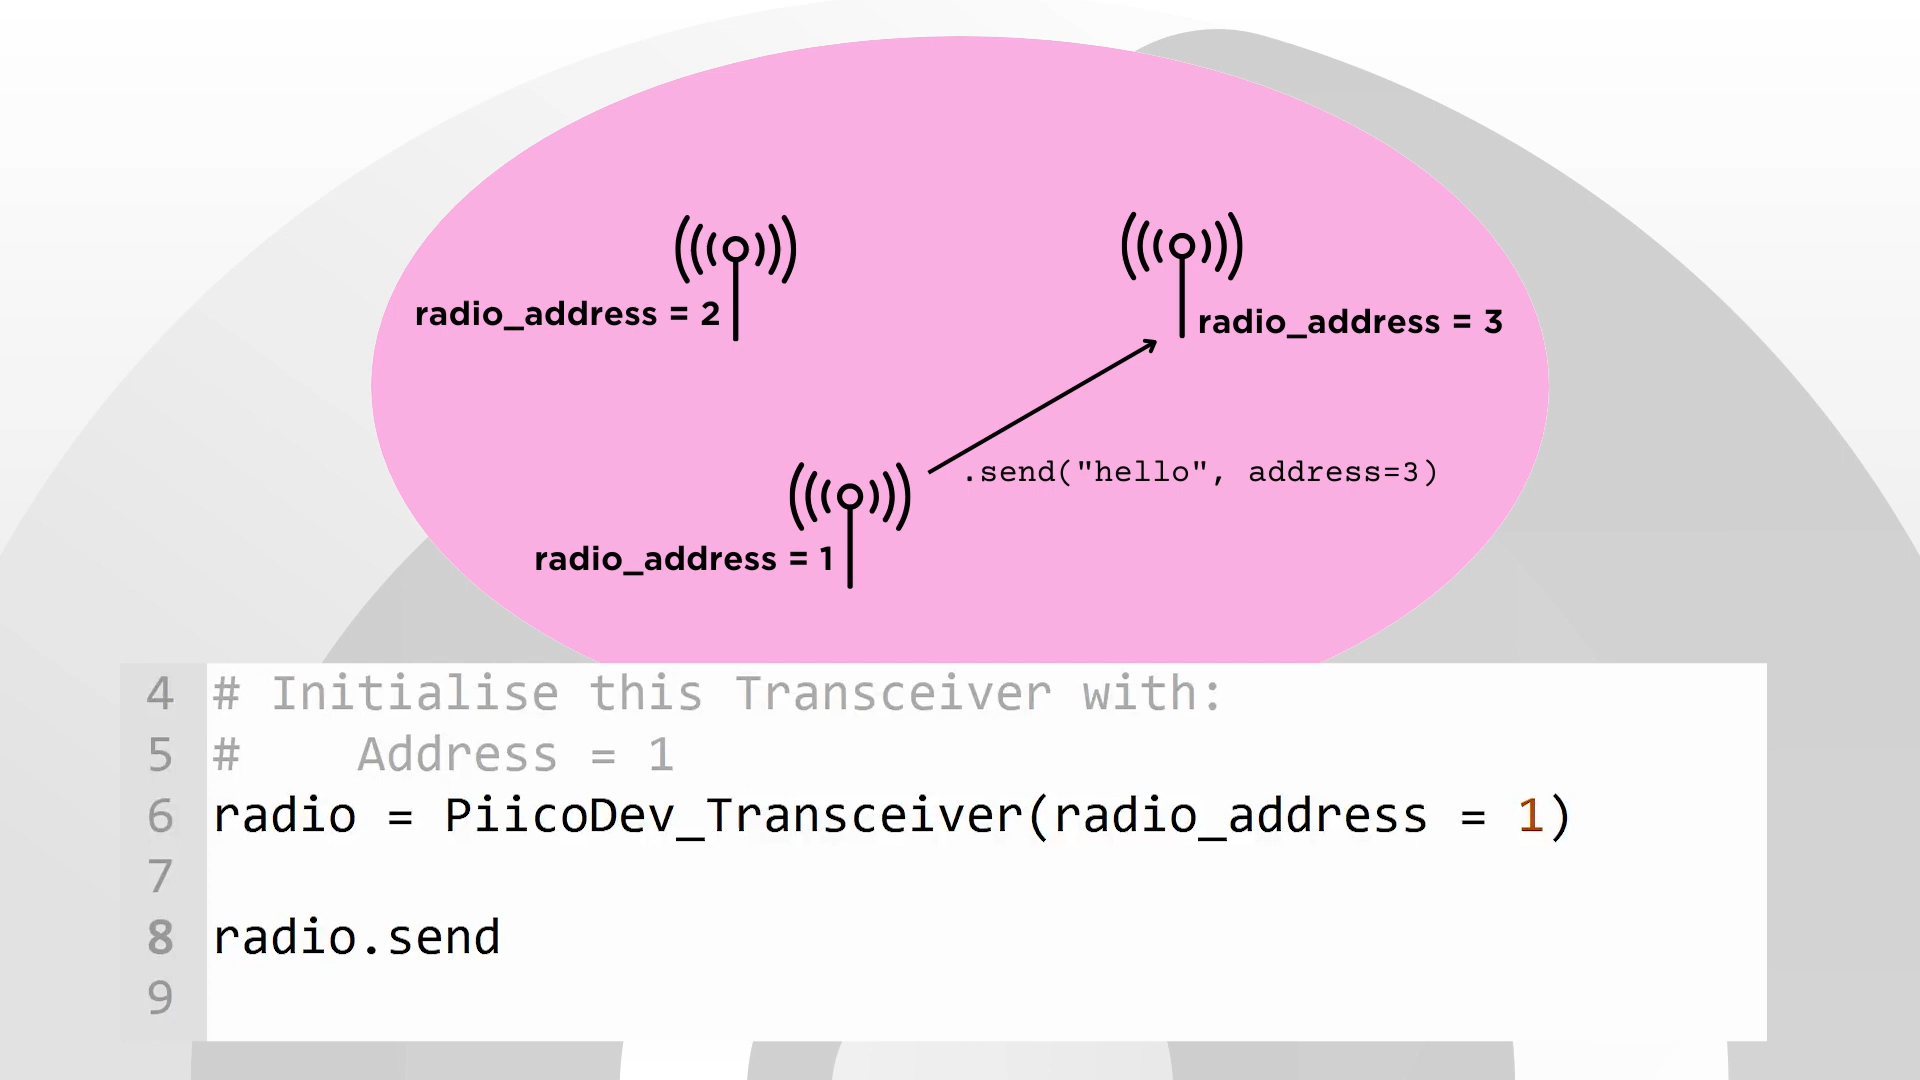 radio_address = 2
radio_address = 3
.send("hello", address=3)
radio_address = 1
4 # Initialise this Transceiver with:
5 #    Address = 1
6 radio = PiicoDev_Transceiver(radio_address = 1)
7
8 radio.send
9